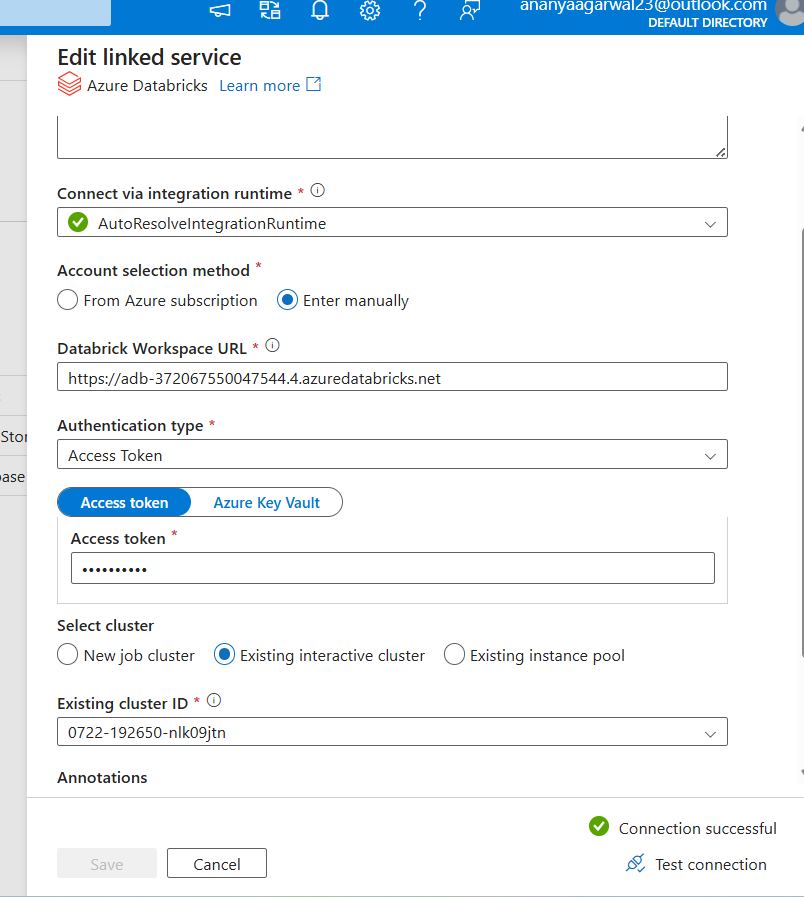 ananyaagarwal23@outlook.com
DEFAULT DIRECTORY
Edit linked service
Azure Databricks Learn more
Connect via integration runtime *
AutoResolveIntegrationRuntime
Account selection method *
From Azure subscription Enter manually
Databrick Workspace URL *
https://adb-372067550047544.4.azuredatabricks.net
Authentication type *
Access Token
Access token Azure Key Vault
Access token *
••••••••••
Select cluster
New job cluster Existing interactive cluster Existing instance pool
Existing cluster ID *
0722-192650-nlk09jtn
Annotations
Connection successful
Save Cancel Test connection